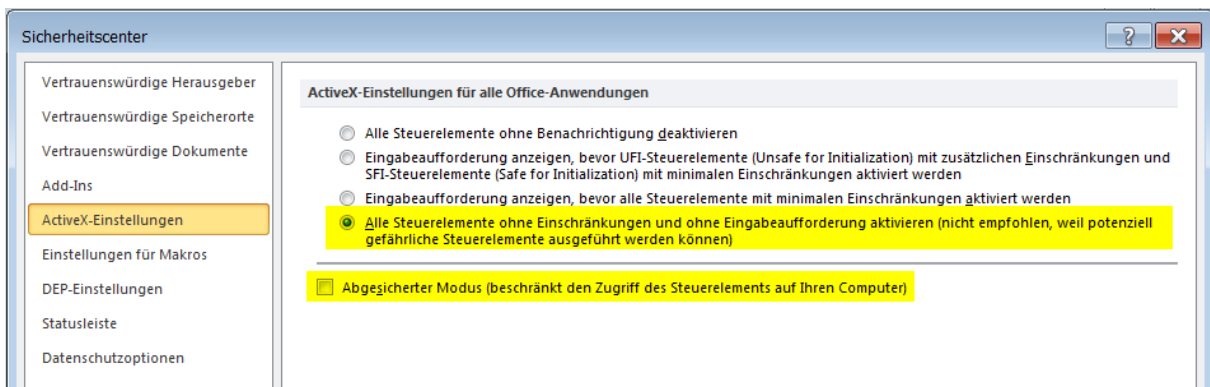 Sicherheitscenter
Vertrauenswürdige Herausgeber
Vertrauenswürdige Speicherorte
Vertrauenswürdige Dokumente
Add-Ins
ActiveX-Einstellungen
Einstellungen für Makros
DEP-Einstellungen
Statusleiste
Datenschutzoptionen
ActiveX-Einstellungen für alle Office-Anwendungen
Alle Steuerelemente ohne Benachrichtigung deaktivieren
Eingabeaufforderung anzeigen, bevor UFI-Steuerelemente (Unsafe for Initialization) mit zusätzlichen Einschränkungen und
SFI-Steuerelemente (Safe for Initialization) mit minimalen Einschränkungen aktiviert werden
Eingabeaufforderung anzeigen, bevor alle Steuerelemente mit minimalen Einschränkungen aktiviert werden
Alle Steuerelemente ohne Einschränkungen und ohne Eingabeaufforderung aktivieren (nicht empfohlen, weil potenziell
gefährliche Steuerelemente ausgeführt werden können)
Abgesicherter Modus (beschränkt den Zugriff des Steuerelements auf Ihren Computer)